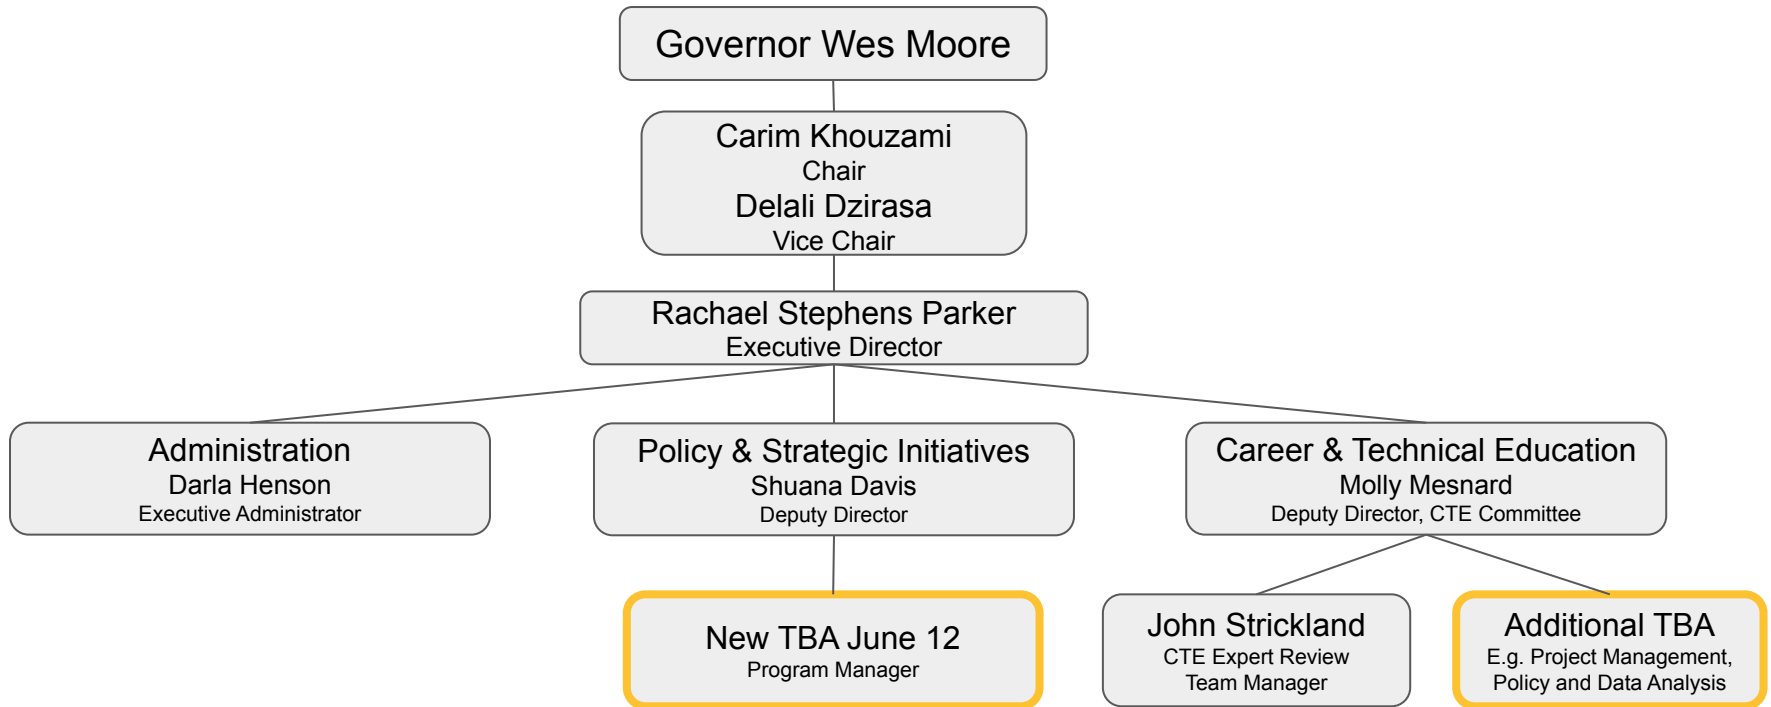 Governor Wes Moore
Carim Khouzami
Chair
Delali Dzirasa
Vice Chair
Rachael Stephens Parker
Executive Director
Administration
Darla Henson
Executive Administrator
Policy & Strategic Initiatives
Shuana Davis
Deputy Director
Career & Technical Education
Molly Mesnard
Deputy Director, CTE Committee
New TBA June 12
Program Manager
John Strickland
CTE Expert Review
Team Manager
Additional TBA
E.g. Project Management,
Policy and Data Analysis